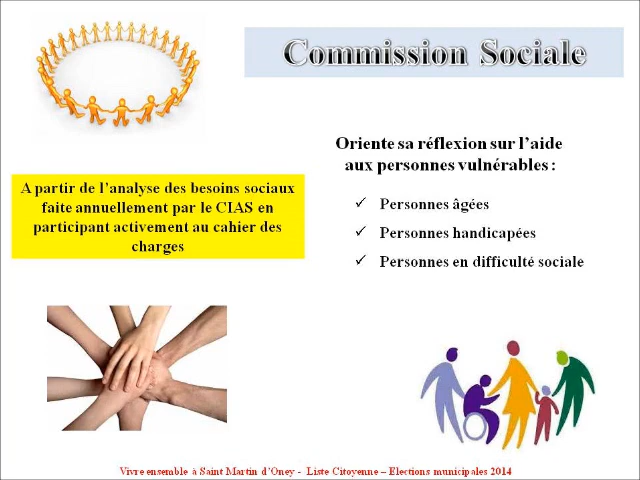 Commission Sociale
Oriente sa réflexion sur l'aide
aux personnes vulnérables :
A partir de l'analyse des besoins sociaux
faite annuellement par le CIAS en
participant activement au cahier des
charges
✓ Personnes âgées
✓ Personnes handicapées
✓ Personnes en difficulté sociale
Vivre ensemble à Saint Martin d'Oney - Liste Citoyenne – Elections municipales 2014